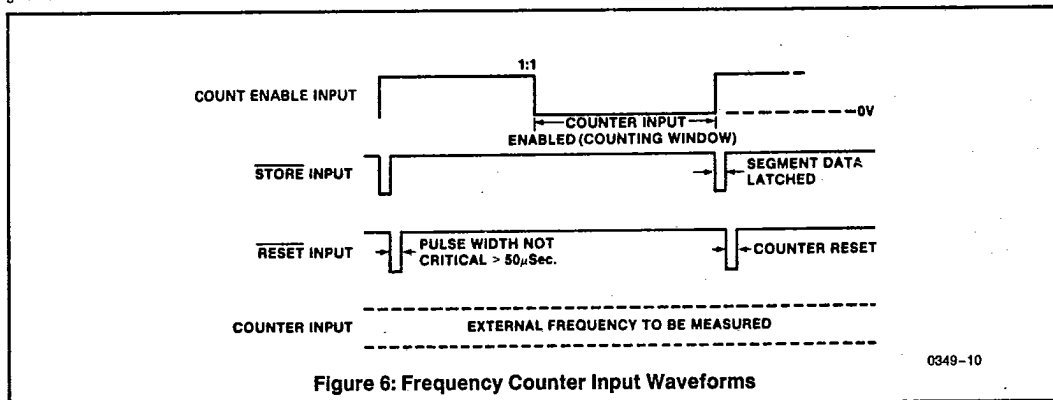 1:1
COUNT ENABLE INPUT
0V
COUNTER INPUT
ENABLED (COUNTING WINDOW)
STORE INPUT
SEGMENT DATA
LATCHED
RESET INPUT
PULSE WIDTH NOT
CRITICAL > 50µSec.
COUNTER RESET
COUNTER INPUT
EXTERNAL FREQUENCY TO BE MEASURED
0349-10
Figure 6: Frequency Counter Input Waveforms